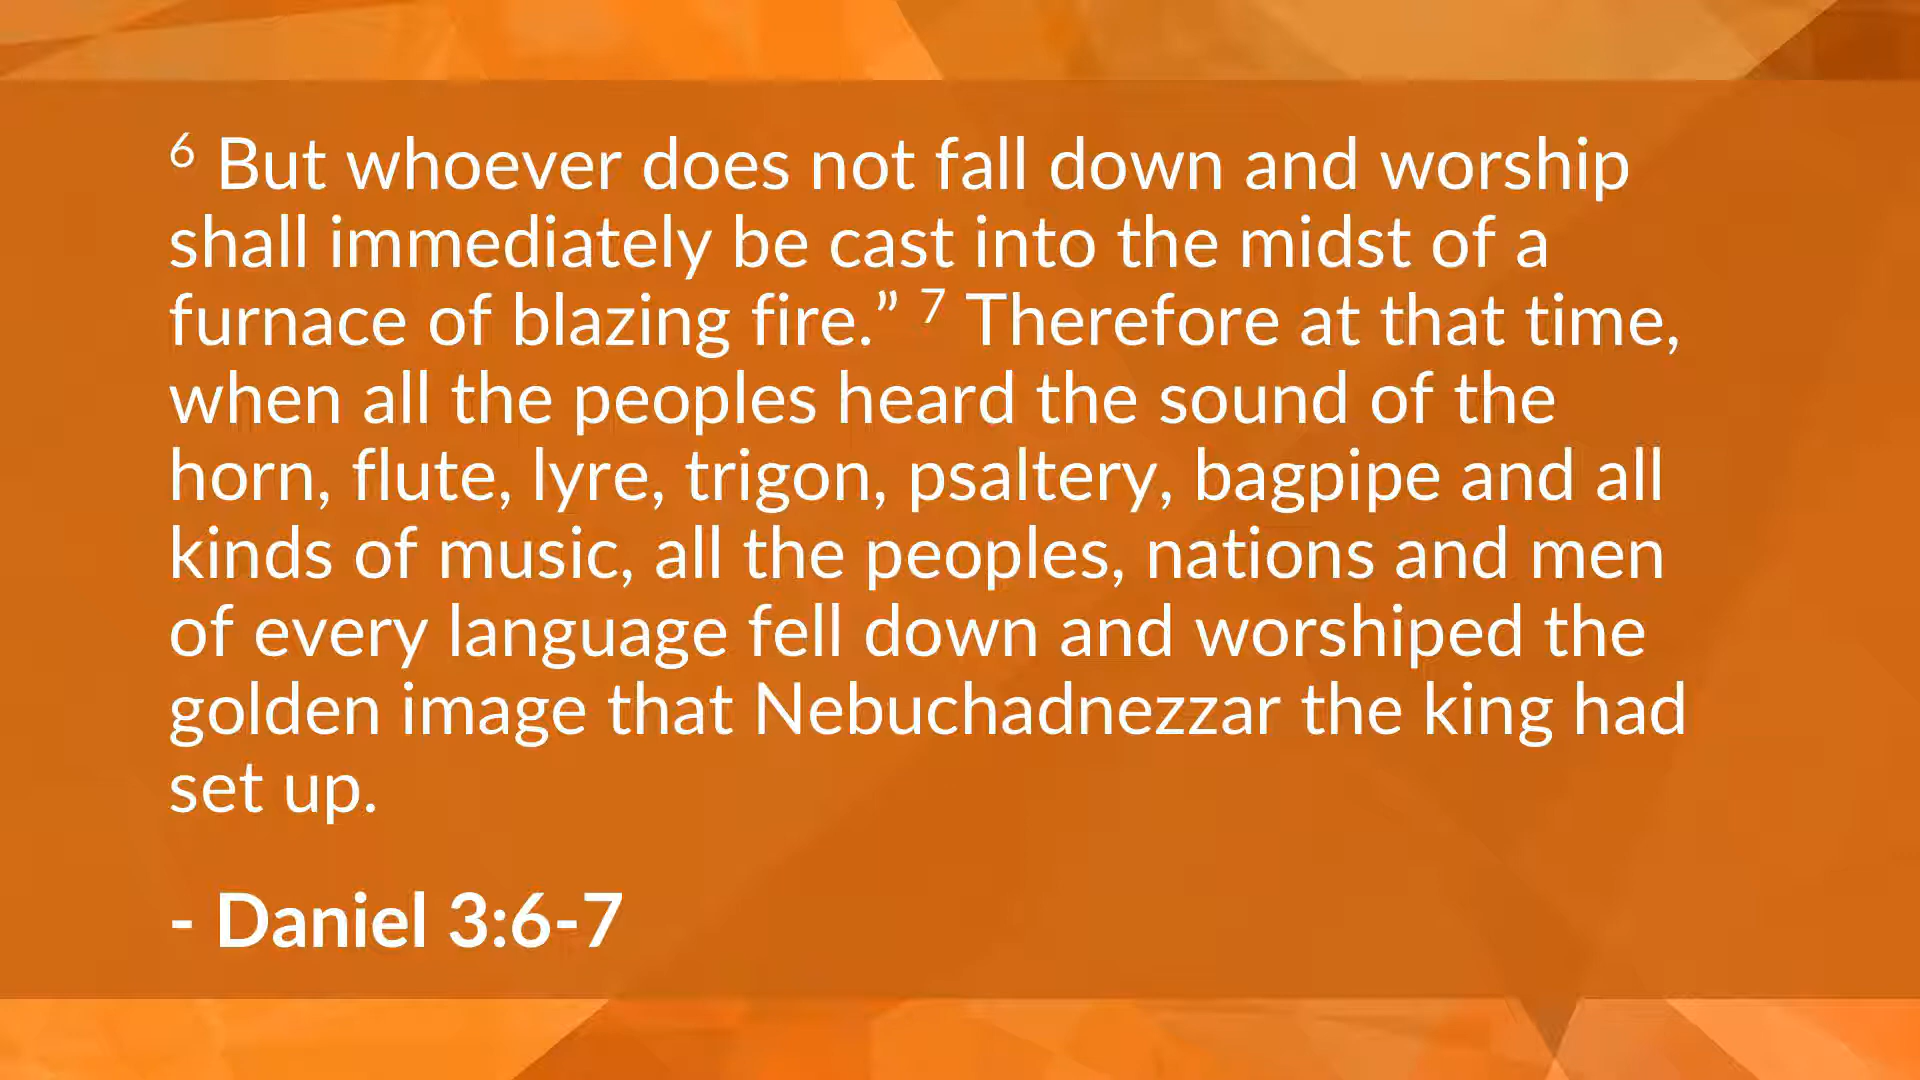 ⁶ But whoever does not fall down and worship
shall immediately be cast into the midst of a
furnace of blazing fire.” ⁷ Therefore at that time,
when all the peoples heard the sound of the
horn, flute, lyre, trigon, psaltery, bagpipe and all
kinds of music, all the peoples, nations and men
of every language fell down and worshiped the
golden image that Nebuchadnezzar the king had
set up.
- Daniel 3:6-7